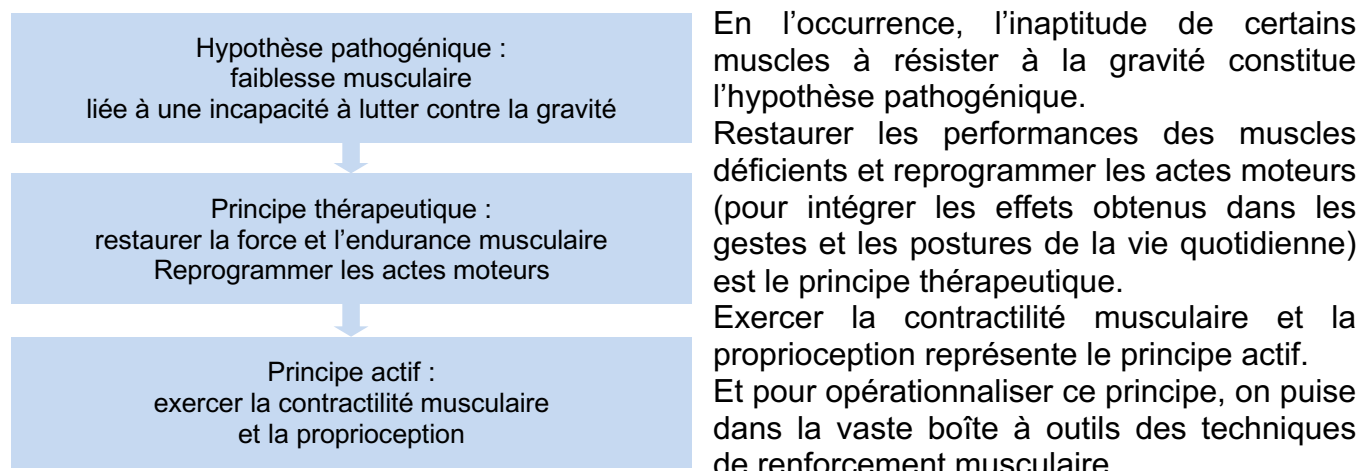 Hypothèse pathogénique :
faiblesse musculaire
liée à une incapacité à lutter contre la gravité
Principe thérapeutique :
restaurer la force et l’endurance musculaire
Reprogrammer les actes moteurs
Principe actif :
exercer la contractilité musculaire
et la proprioception
En l’occurrence, l’inaptitude de certains
muscles à résister à la gravité constitue
l’hypothèse pathogénique.
Restaurer les performances des muscles
déficients et reprogrammer les actes moteurs
(pour intégrer les effets obtenus dans les
gestes et les postures de la vie quotidienne)
est le principe thérapeutique.
Exercer la contractilité musculaire et la
proprioception représente le principe actif.
Et pour opérationnaliser ce principe, on puise
dans la vaste boîte à outils des techniques
de renforcement musculaire